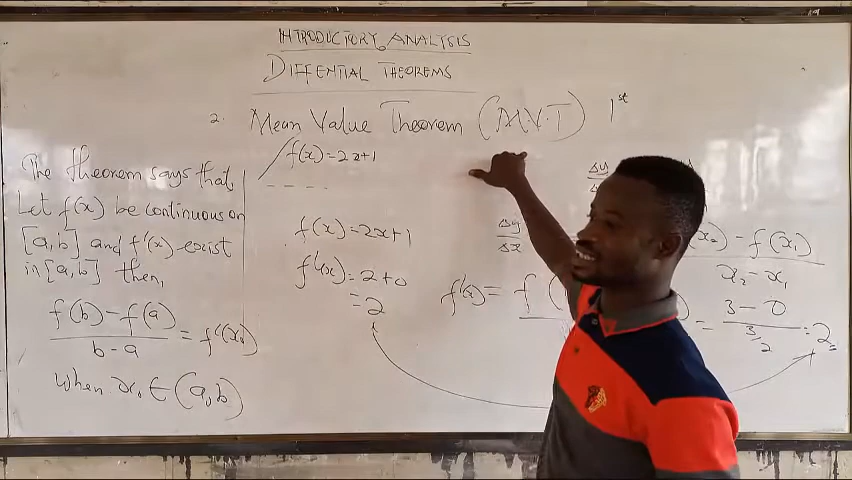 INTRODUCTORY ANALYSIS
DIFFENTIAL THEOREMS
2. Mean Value Theorem (M.V.T) 1st
The theorem says that,
Let f(x) be continuous on
[a,b] and f'(x) exist
in [a,b] then,
f(b) - f(a) / b - a = f'(x₀)
When x₀ ∈ (a,b)
f(x) = 2x+1
f(x) = 2x+1
f'(x) = 2+0
= 2
Δy
Δy / Δx
x₂) - f(x₁) / x₂ - x₁
f'(x) = f(
= 3 - 0 / 3/2 = 2